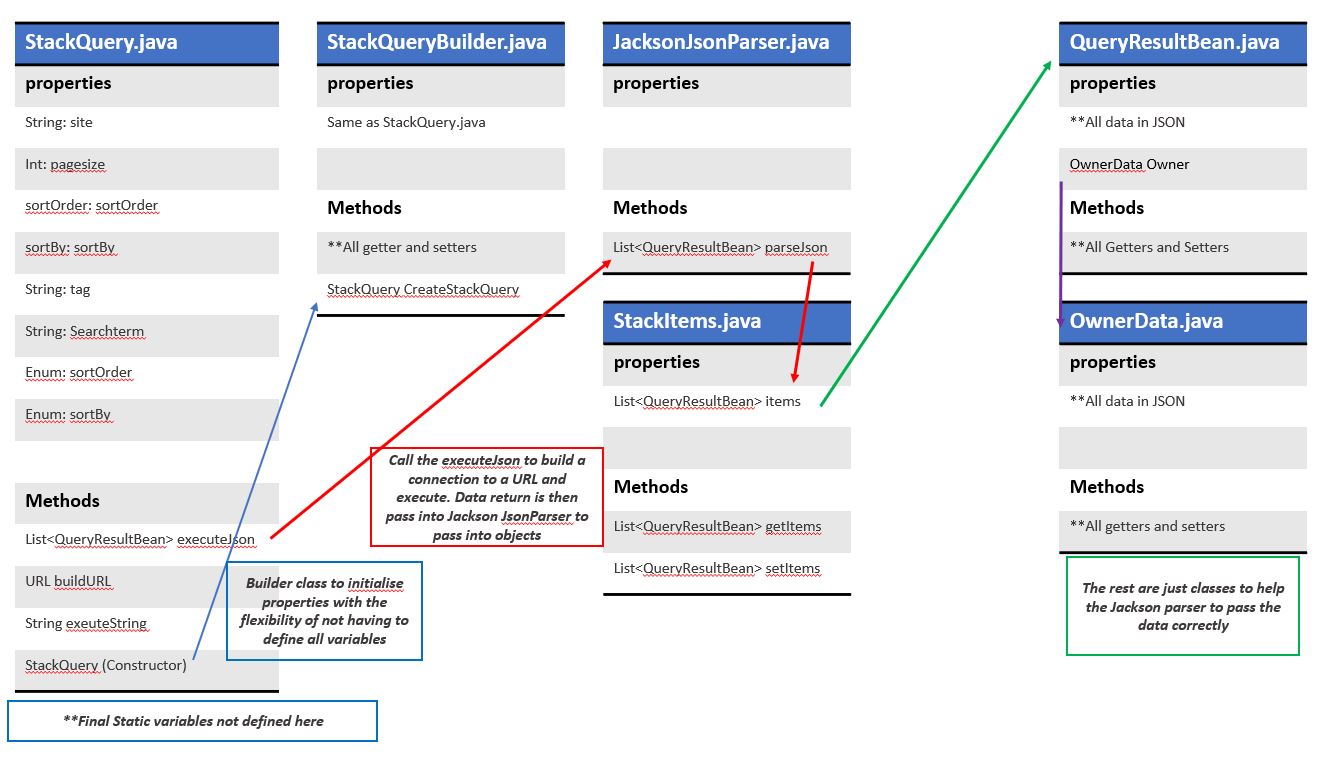 StackQuery.java
properties
String: site
Int: pagesize
sortOrder: sortOrder
sortBy: sortBy
String: tag
String: Searchterm
Enum: sortOrder
Enum: sortBy
Methods
List<QueryResultBean> executeJson
URL buildURL
String exeuteString
StackQuery (Constructor)
**Final Static variables not defined here
StackQueryBuilder.java
properties
Same as StackQuery.java
Methods
**All getter and setters
StackQuery CreateStackQuery
Builder class to initialise
properties with the
flexibility of not having to
define all variables
Call the executeJson to build a
connection to a URL and
execute. Data return is then
pass into Jackson JsonParser to
pass into objects
JacksonJsonParser.java
properties
Methods
List<QueryResultBean> parseJson
StackItems.java
properties
List<QueryResultBean> items
Methods
List<QueryResultBean> getItems
List<QueryResultBean> setItems
QueryResultBean.java
properties
**All data in JSON
OwnerData Owner
Methods
**All Getters and Setters
OwnerData.java
properties
**All data in JSON
Methods
**All getters and setters
The rest are just classes to help
the Jackson parser to pass the
data correctly